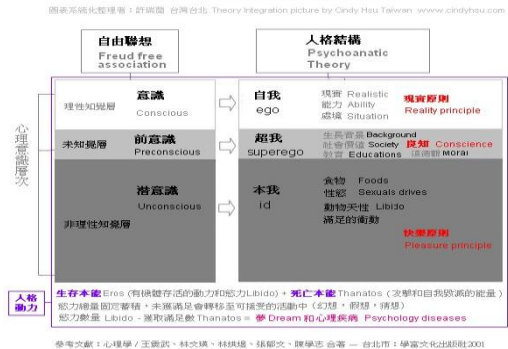 圖表系統化整理者：許瓊蘭 台灣台北 Theory Integration picture by Cindy Hsu Taiwan www.cindyhsu.com
自由聯想
Freud free
association
人格結構
Psychoanatic
Theory
心理意識層次
理性知覺層
意識
Conscious
自我
ego
現實 Realistic
能力 Ability
處境 Situation
現實原則
Reality principle
未知覺層
前意識
Preconscious
超我
superego
生長背景 Background
社會價值 Society
教育 Educations 道德觀 Moral
良知 Conscience
非理性知覺層
潛意識
Unconscious
本我
id
食物 Foods
性慾 Sexuals drives
動物天性 Libido
滿足的衝動
快樂原則
Pleasure principle
人格
動力
生存本能 Eros (有機體存活的動力和慾力Libido) + 死亡本能 Thanatos (攻擊和自我毀滅的能量)
慾力總量固定蓄積，未獲滿足會轉移至可接受的活動中 (幻想，假想，猜想)
慾力數量 Libido - 獲取滿足數 Thanatos = 夢 Dream 和心理疾病 Psychology diseases
參考文獻：心理學 / 王震武、林文瑛、林烘煜、張郁文、陳學志 合著 — 台北市：學富文化出版社2001